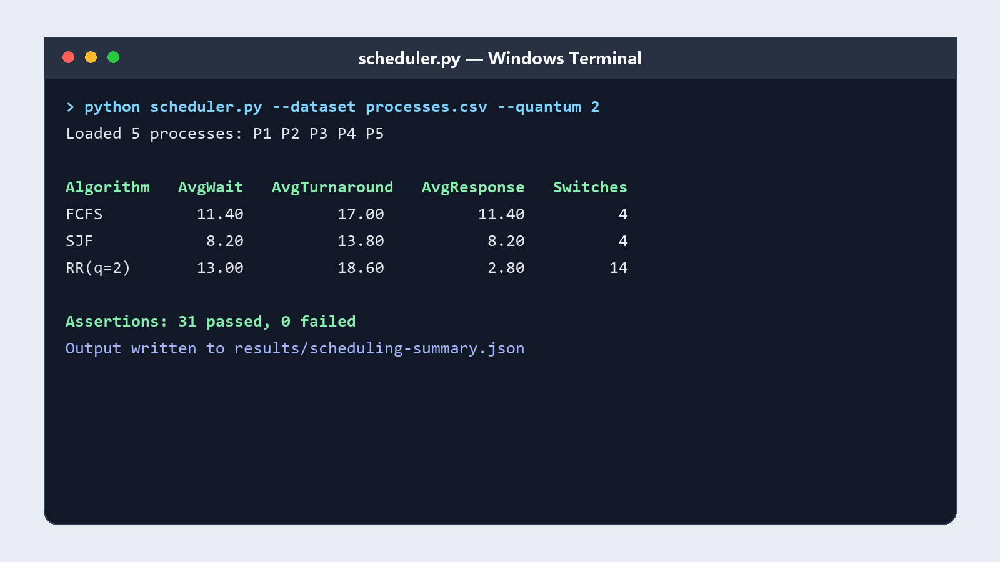 scheduler.py — Windows Terminal
> python scheduler.py --dataset processes.csv --quantum 2
Loaded 5 processes: P1 P2 P3 P4 P5
Algorithm   AvgWait   AvgTurnaround   AvgResponse   Switches
FCFS          11.40          17.00          11.40          4
SJF            8.20          13.80           8.20          4
RR(q=2)       13.00          18.60           2.80         14
Assertions: 31 passed, 0 failed
Output written to results/scheduling-summary.json